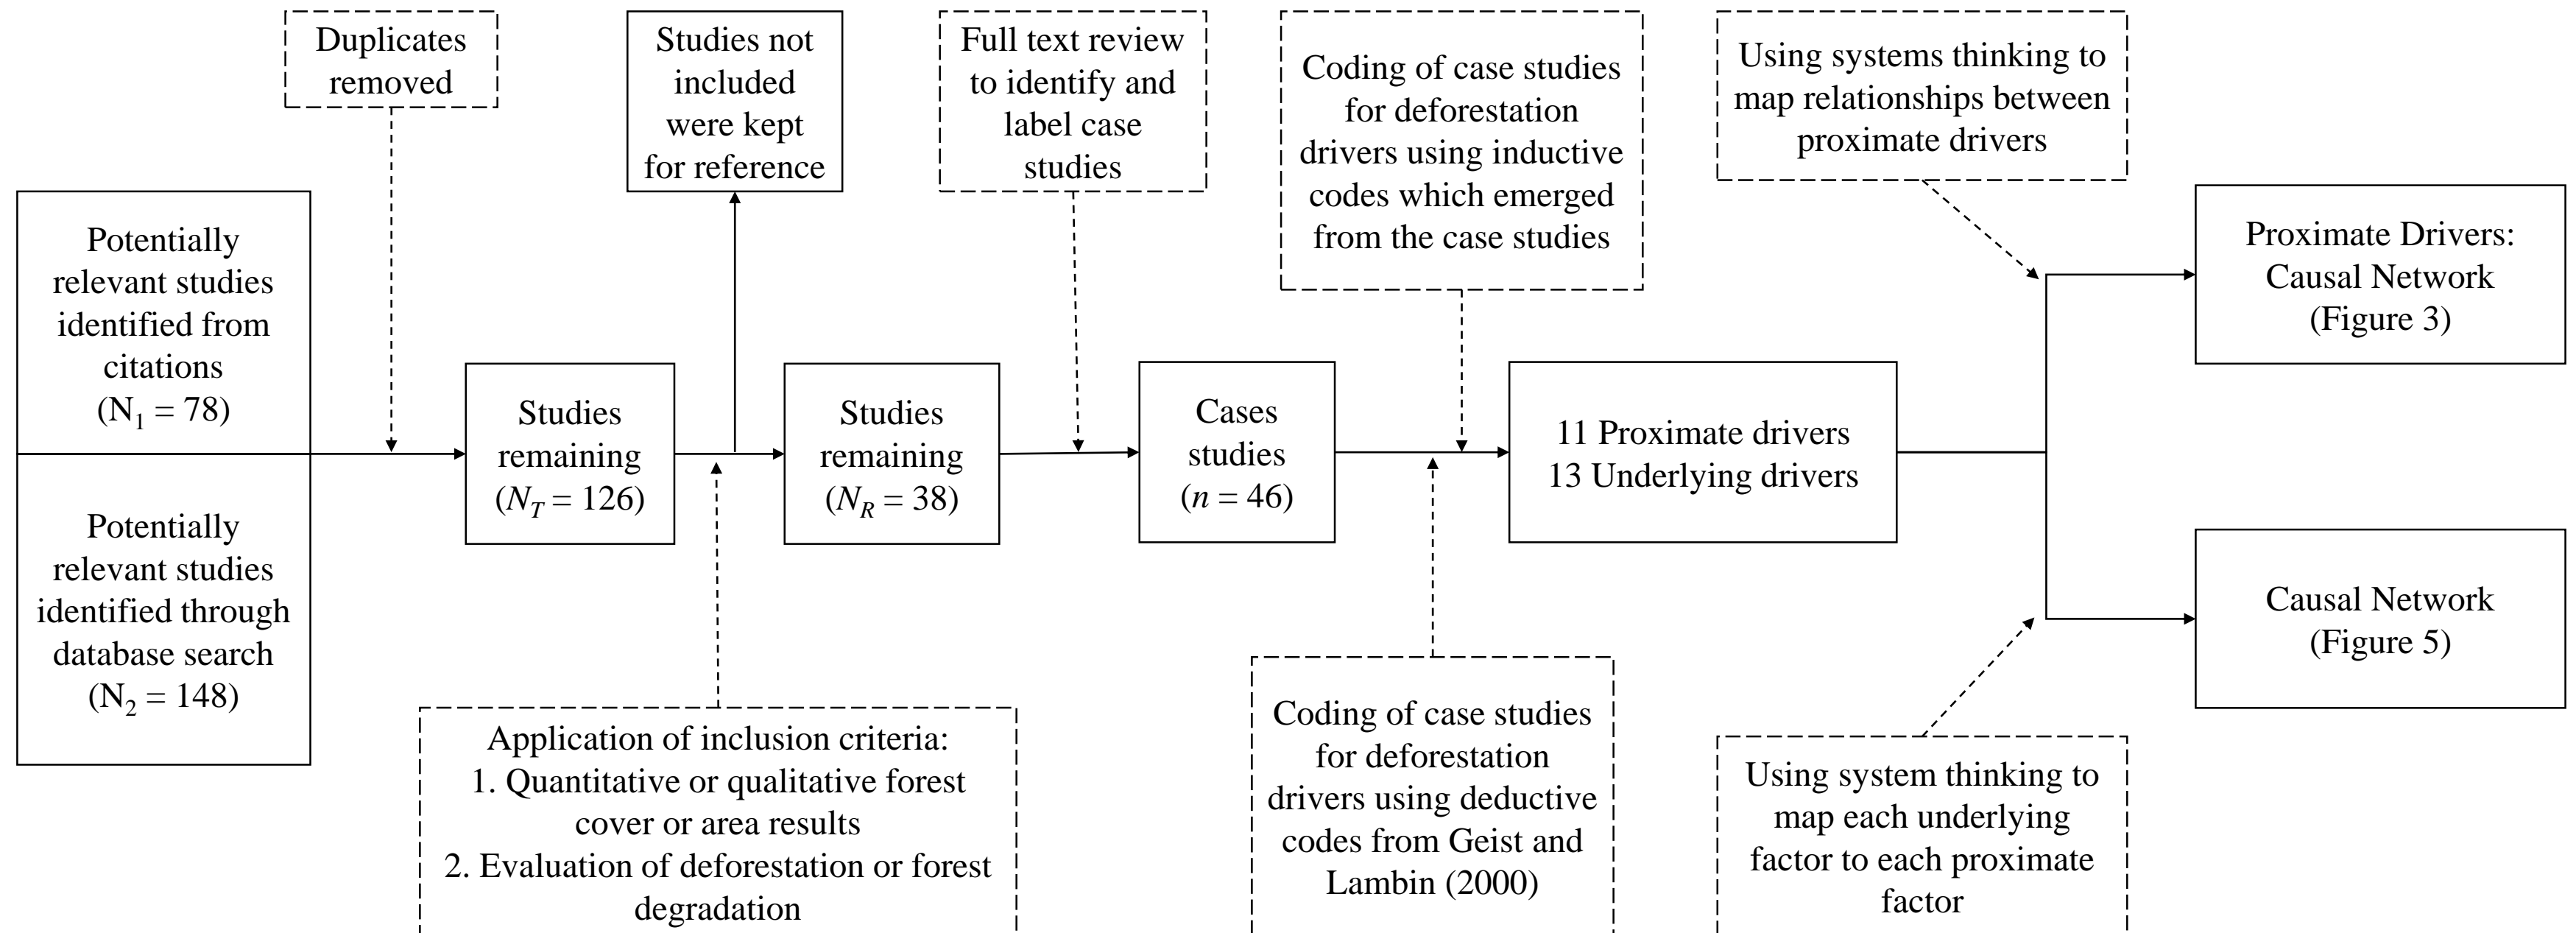 Potentially
relevant studies
identified from
citations
(N₁ = 78)
Potentially
relevant studies
identified through
database search
(N₂ = 148)
Duplicates
removed
Studies
remaining
(N_T = 126)
Studies not
included
were kept
for reference
Application of inclusion criteria:
1. Quantitative or qualitative forest
cover or area results
2. Evaluation of deforestation or forest
degradation
Studies
remaining
(N_R = 38)
Full text review
to identify and
label case
studies
Cases
studies
(n = 46)
Coding of case studies
for deforestation
drivers using inductive
codes which emerged
from the case studies
Coding of case studies
for deforestation
drivers using deductive
codes from Geist and
Lambin (2000)
11 Proximate drivers
13 Underlying drivers
Using systems thinking to
map relationships between
proximate drivers
Using system thinking to
map each underlying
factor to each proximate
factor
Proximate Drivers:
Causal Network
(Figure 3)
Causal Network
(Figure 5)